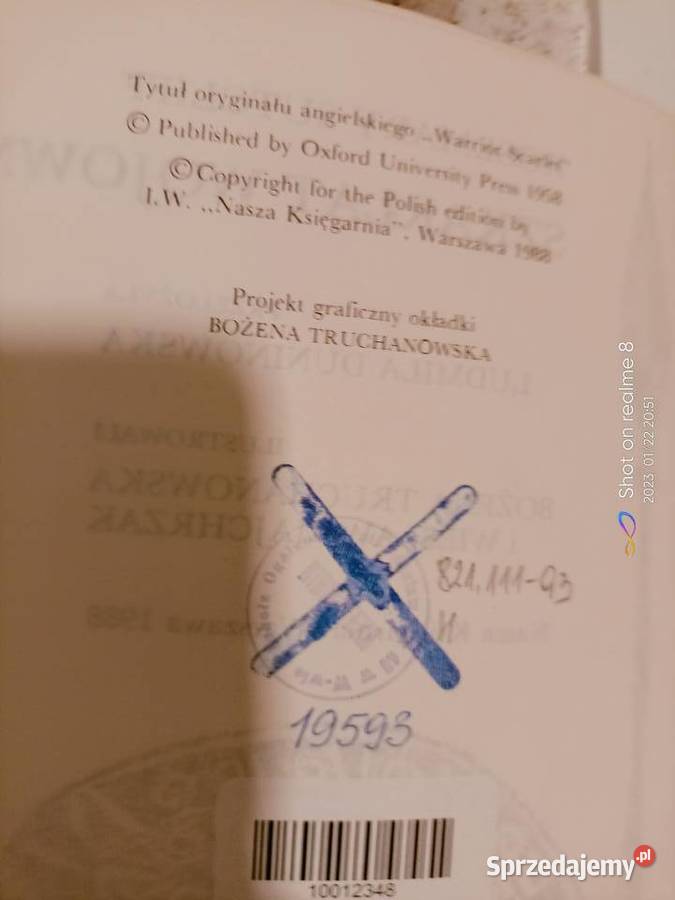 Tytuł oryginału angielskiego „Warrior Scarlet”
© Published by Oxford University Press 1958
© Copyright for the Polish edition by
I.W. „Nasza Księgarnia”, Warszawa 1988
Projekt graficzny okładki
BOŻENA TRUCHANOWSKA
821.111-93
19593
10012348
Shot on realme 8
2023 01 22 20:51
Sprzedajemy.pl